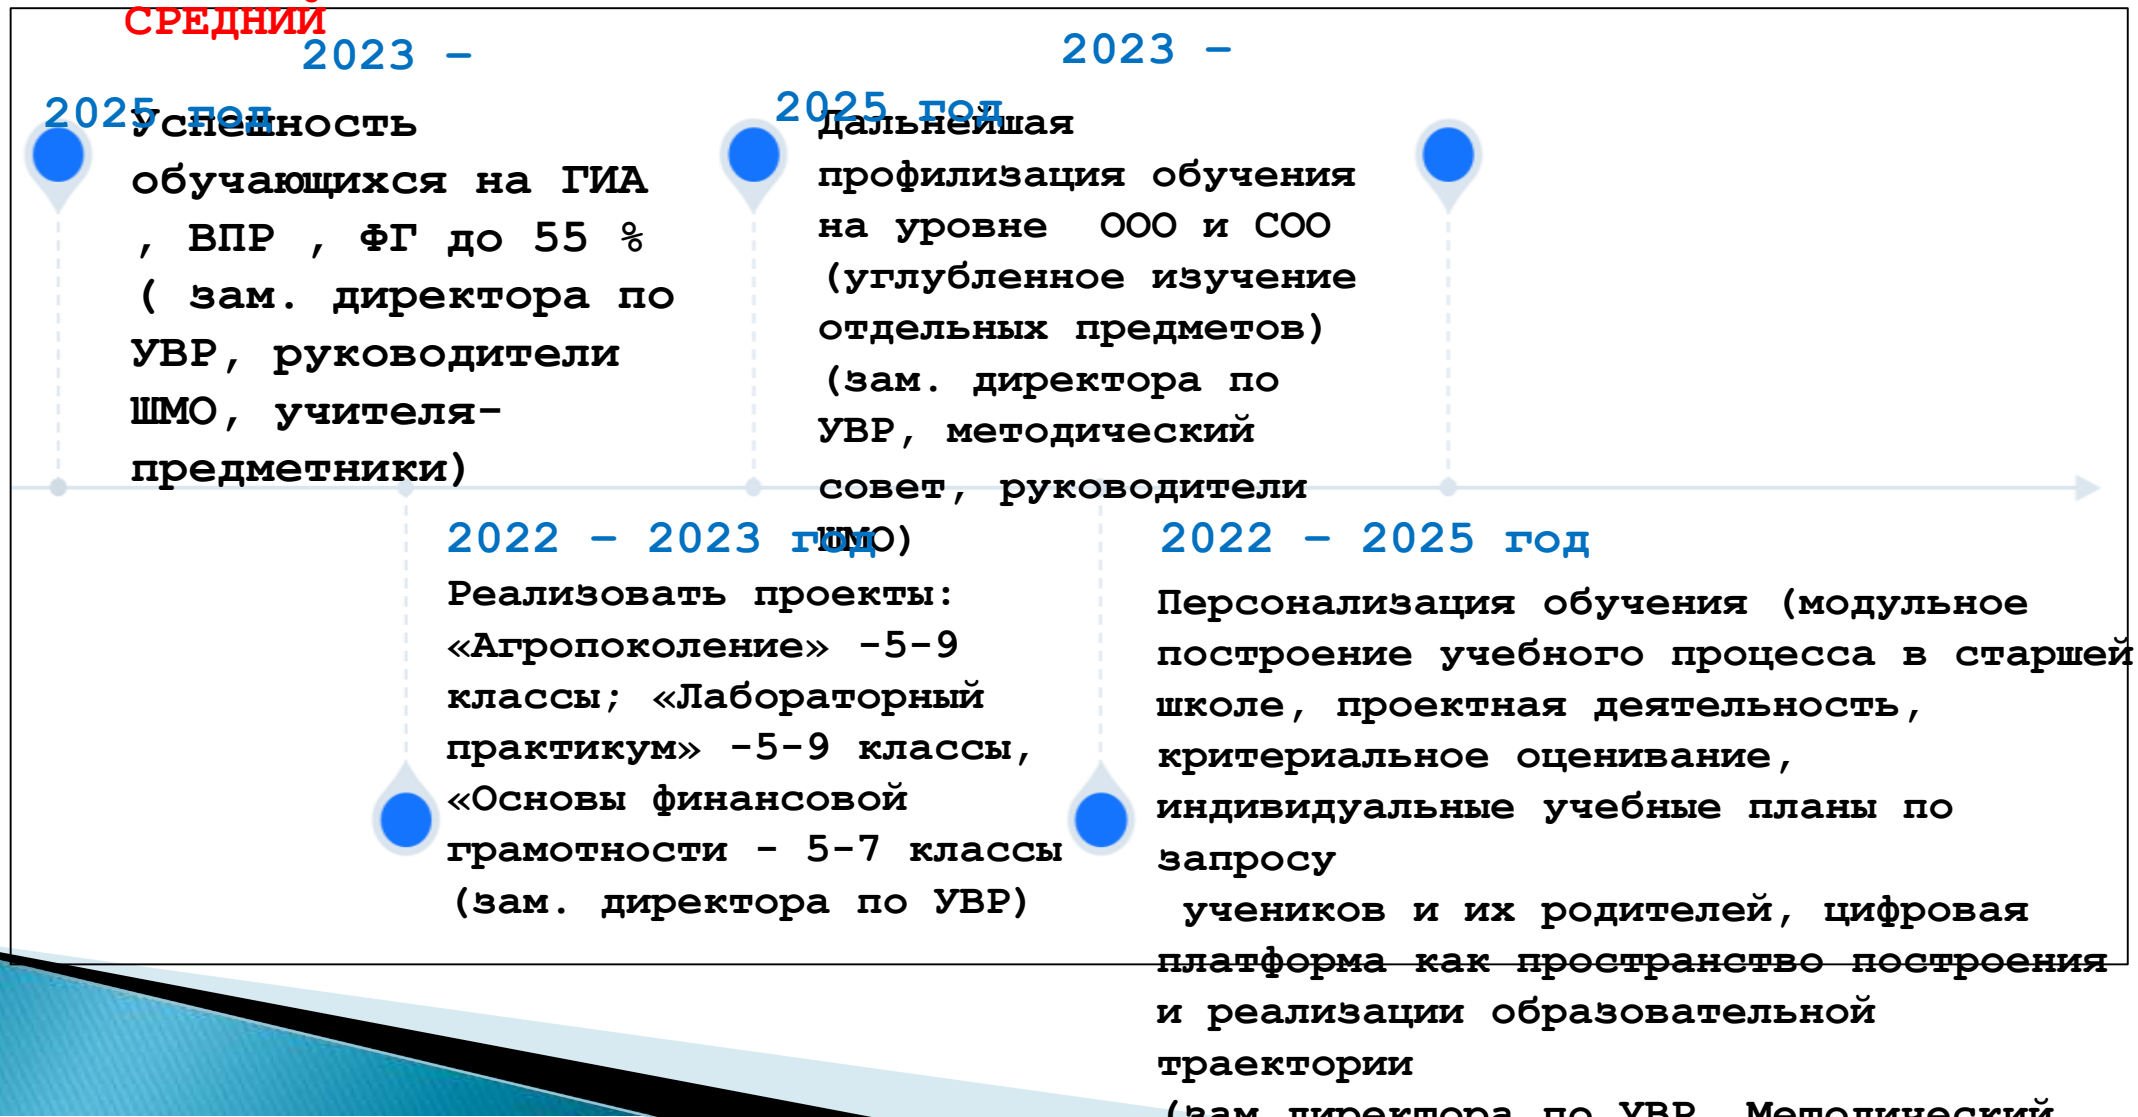 СРЕДНИЙ
2023 –
2025 год
Успешность
обучающихся на ГИА
, ВПР , ФГ до 55 %
( зам. директора по
УВР, руководители
ШМО, учителя-
предметники)
2023 –
2025 год
Дальнейшая
профилизация обучения
на уровне ООО и СОО
(углубленное изучение
отдельных предметов)
(зам. директора по
УВР, методический
совет, руководители
ШМО)
2022 – 2023 год
Реализовать проекты:
«Агропоколение» -5-9
классы; «Лабораторный
практикум» -5-9 классы,
«Основы финансовой
грамотности - 5-7 классы
(зам. директора по УВР)
2022 – 2025 год
Персонализация обучения (модульное
построение учебного процесса в старшей
школе, проектная деятельность,
критериальное оценивание,
индивидуальные учебные планы по
запросу
учеников и их родителей, цифровая
платформа как пространство построения
и реализации образовательной
траектории
(зам директора по УВР Методический